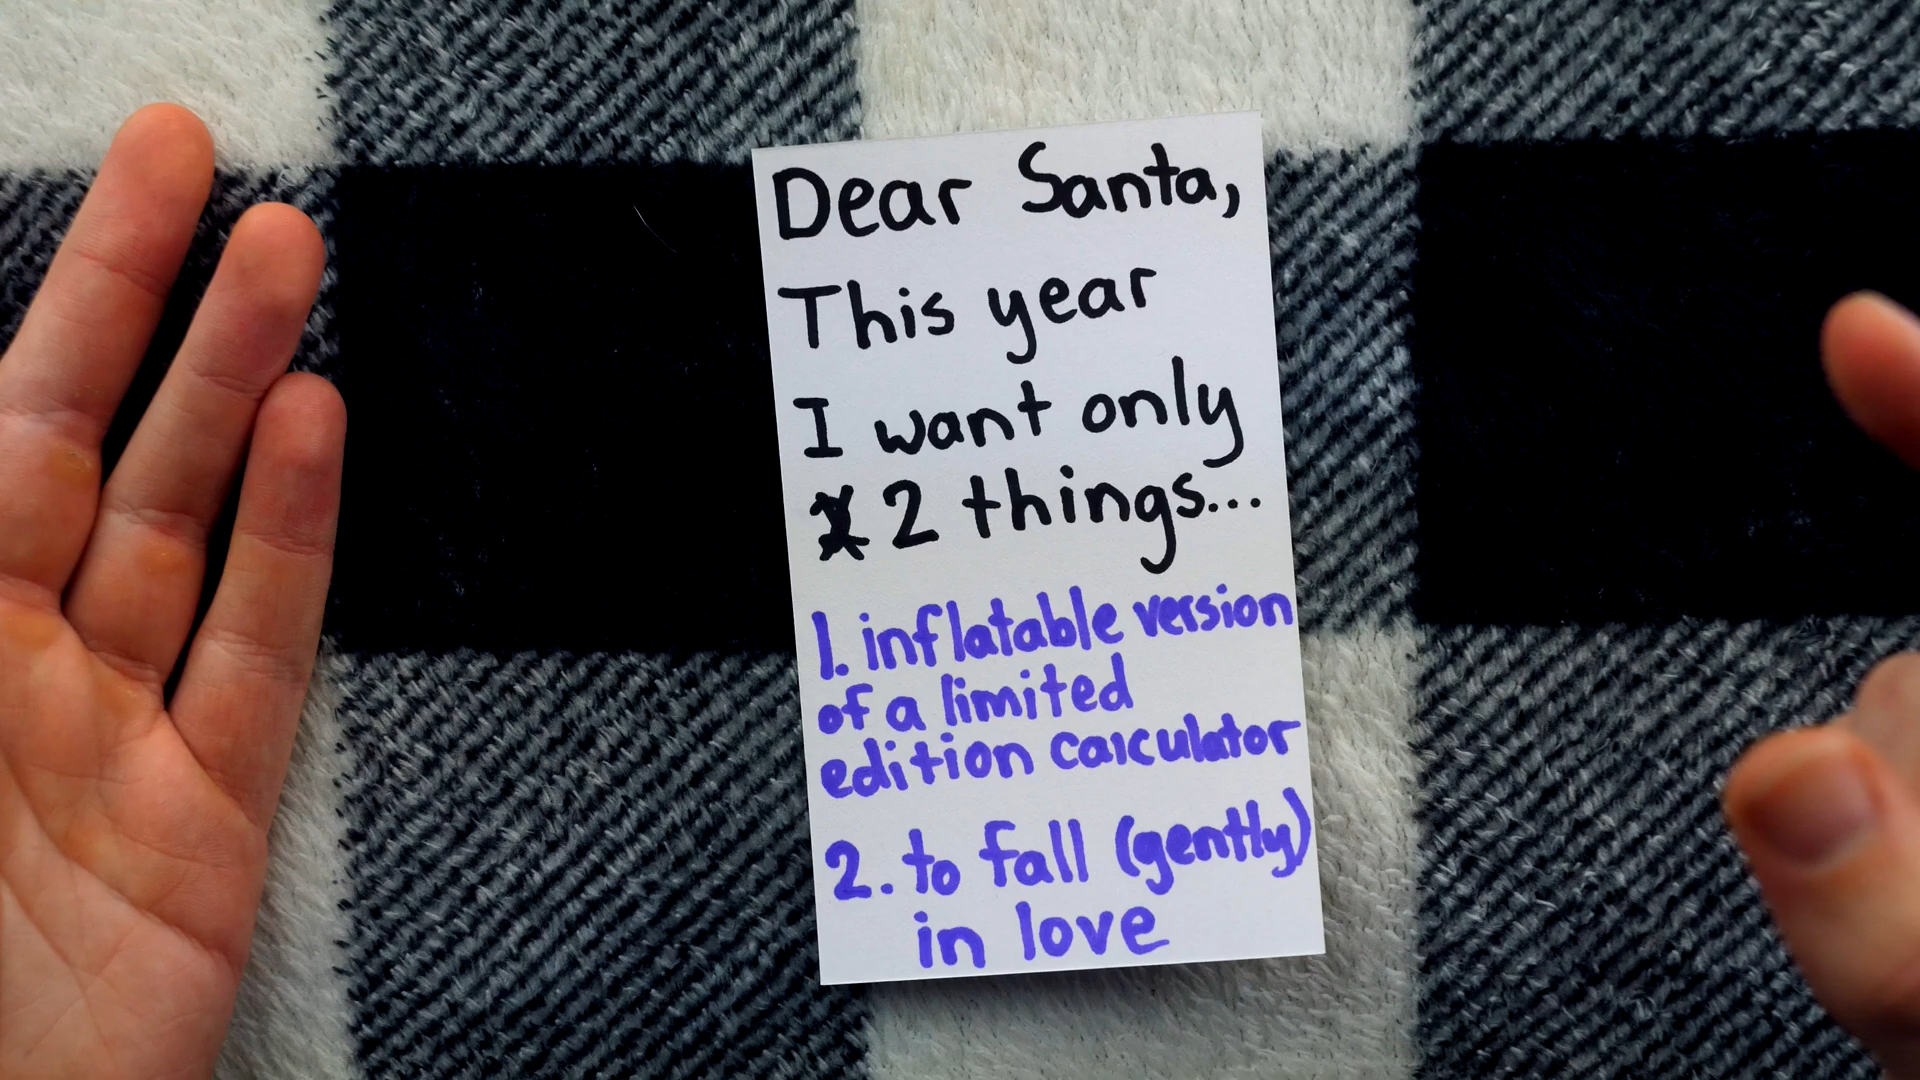 Dear Santa,
This year
I want only
2 things...
1. inflatable version
of a limited
edition calculator
2. to fall (gently)
in love